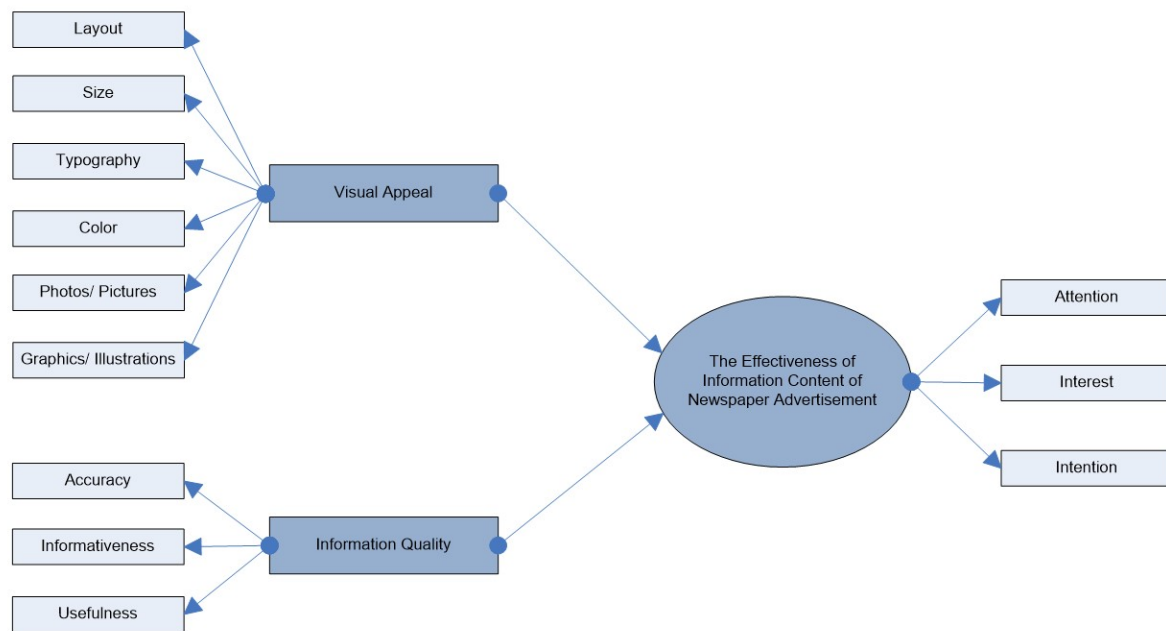 Layout
Size
Typography
Color
Photos/ Pictures
Graphics/ Illustrations
Visual Appeal
Accuracy
Informativeness
Usefulness
Information Quality
The Effectiveness of
Information Content of
Newspaper Advertisement
Attention
Interest
Intention